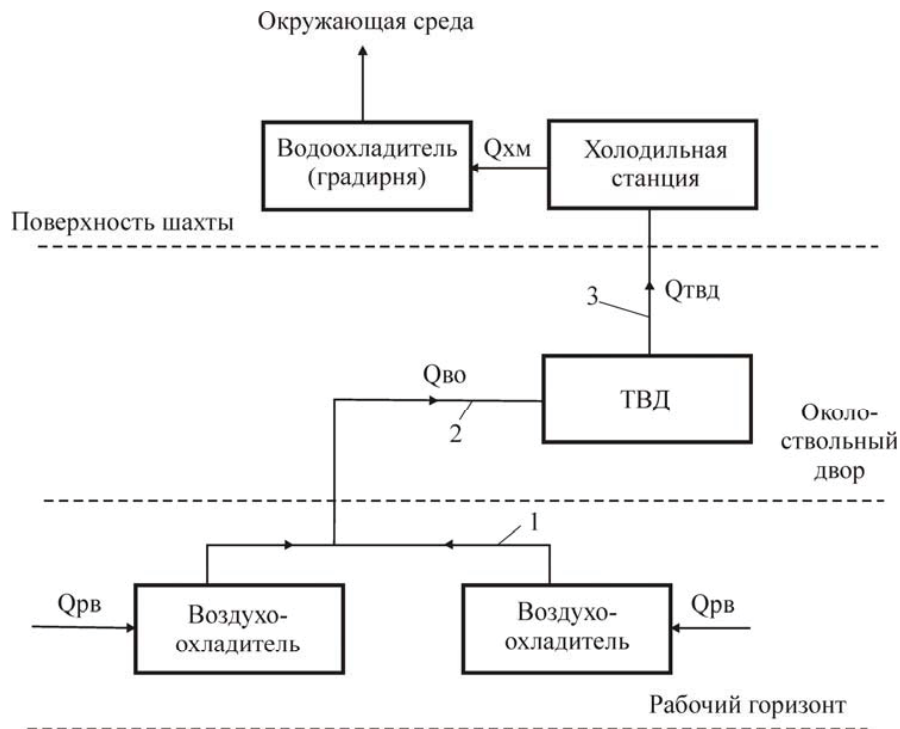 Окружающая среда
Водоохладитель
(градирня)
Qхм
Холодильная
станция
Поверхность шахты
3
Qтвд
Qво
2
ТВД
Около-
ствольный
двор
1
Qрв
Воздухо-
охладитель
Воздухо-
охладитель
Qрв
Рабочий горизонт